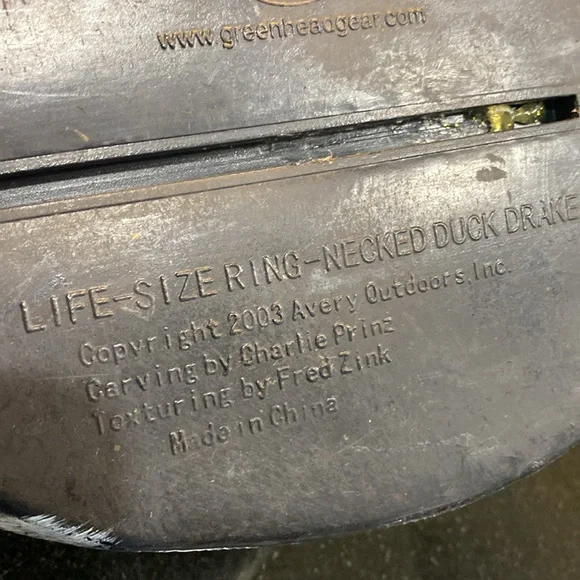 www.greenheadgear.com
LIFE-SIZE RING-NECKED DUCK DRAKE
Copyright 2003 Avery Outdoors, Inc.
Carving by Charlie Prinz
Texturing by Fred Zink
Made in China